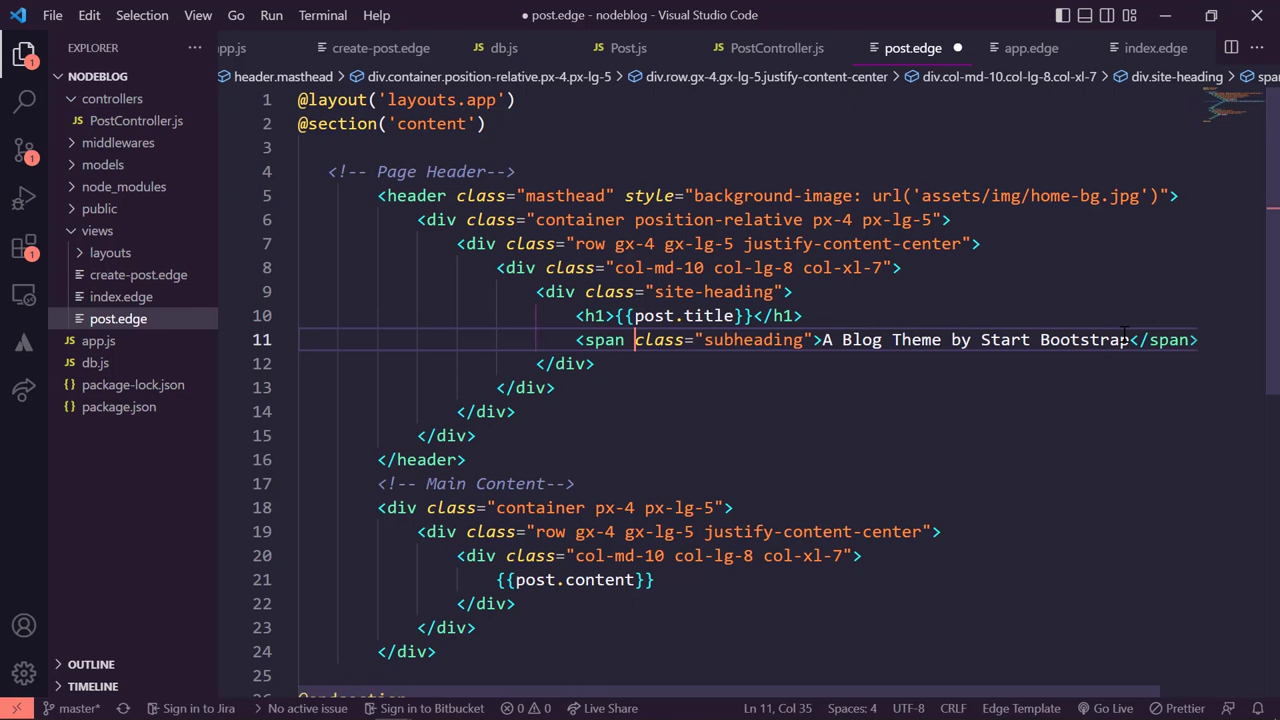 File Edit Selection View Go Run Terminal Help
● post.edge - nodeblog - Visual Studio Code
EXPLORER ···
app.js create-post.edge db.js Post.js PostController.js post.edge ● app.edge index.edge
header.masthead > div.container.position-relative.px-4.px-lg-5 > div.row.gx-4.gx-lg-5.justify-content-center > div.col-md-10.col-lg-8.col-xl-7 > div.site-heading > spa
NODEBLOG
controllers
JS PostController.js
middlewares
models
node_modules
public
views
layouts
create-post.edge
index.edge
post.edge
JS app.js
JS db.js
package-lock.json
package.json
OUTLINE
TIMELINE
1 @layout('layouts.app')
2 @section('content')
3
4 <!-- Page Header-->
5 <header class="masthead" style="background-image: url('assets/img/home-bg.jpg')">
6 <div class="container position-relative px-4 px-lg-5">
7 <div class="row gx-4 gx-lg-5 justify-content-center">
8 <div class="col-md-10 col-lg-8 col-xl-7">
9 <div class="site-heading">
10 <h1>{{post.title}}</h1>
11 <span class="subheading">A Blog Theme by Start Bootstrap</span>
12 </div>
13 </div>
14 </div>
15 </div>
16 </header>
17 <!-- Main Content-->
18 <div class="container px-4 px-lg-5">
19 <div class="row gx-4 gx-lg-5 justify-content-center">
20 <div class="col-md-10 col-lg-8 col-xl-7">
21 {{post.content}}
22 </div>
23 </div>
24 </div>
25
26 @endsection
master* Sign in to Jira No active issue Sign in to Bitbucket 0 0 Live Share Ln 11, Col 35 Spaces: 4 UTF-8 CRLF Edge Template Go Live Prettier